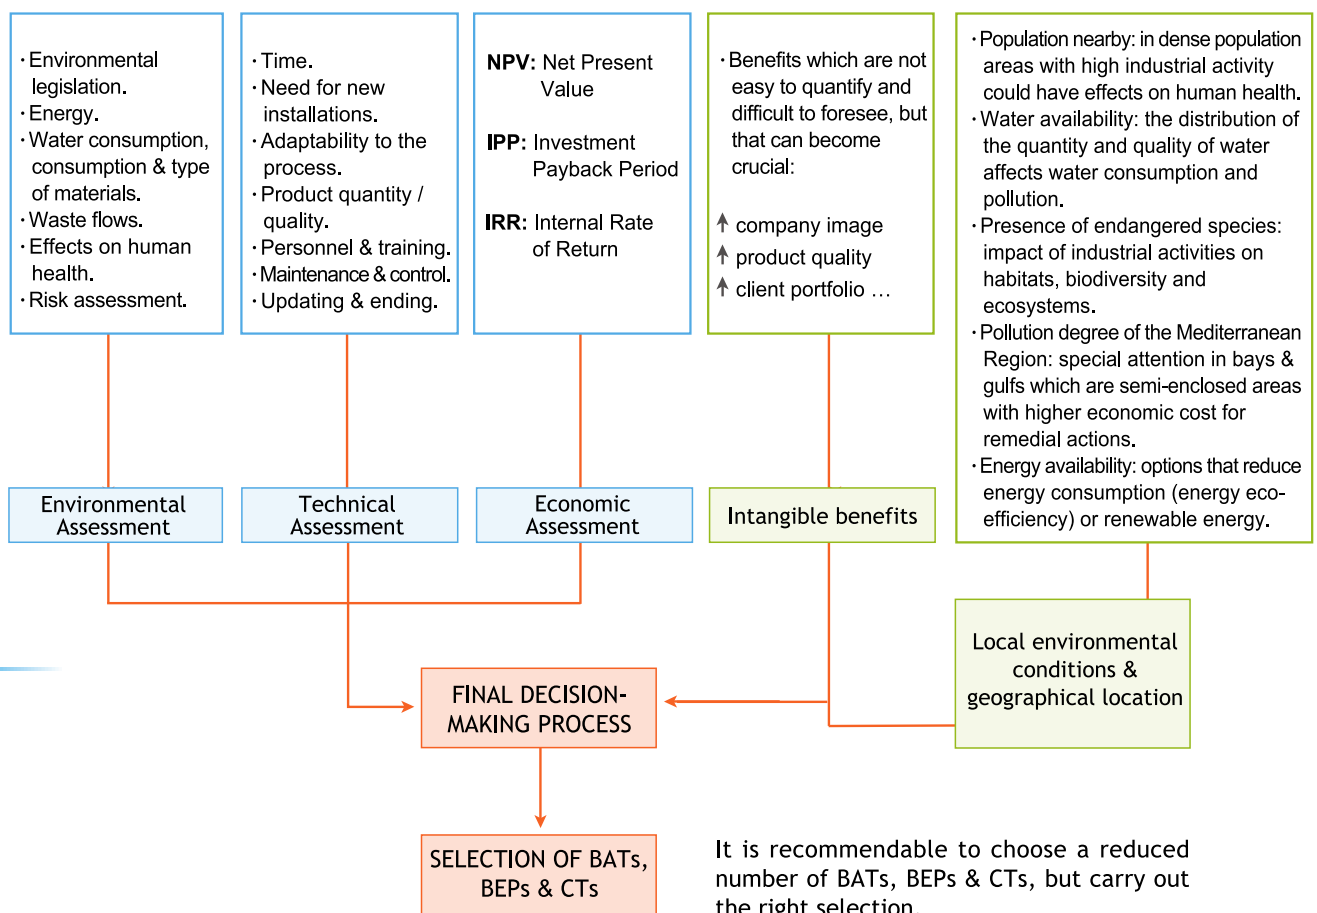 · Environmental
legislation.
· Energy.
· Water consumption,
consumption & type
of materials.
· Waste flows.
· Effects on human
health.
· Risk assessment.
· Time.
· Need for new
installations.
· Adaptability to the
process.
· Product quantity /
quality.
· Personnel & training.
· Maintenance & control.
· Updating & ending.
NPV: Net Present
Value
IPP: Investment
Payback Period
IRR: Internal Rate
of Return
· Benefits which are not
easy to quantify and
difficult to foresee, but
that can become
crucial:
↑ company image
↑ product quality
↑ client portfolio ...
· Population nearby: in dense population
areas with high industrial activity
could have effects on human health.
· Water availability: the distribution of
the quantity and quality of water
affects water consumption and
pollution.
· Presence of endangered species:
impact of industrial activities on
habitats, biodiversity and
ecosystems.
· Pollution degree of the Mediterranean
Region: special attention in bays &
gulfs which are semi-enclosed areas
with higher economic cost for
remedial actions.
· Energy availability: options that reduce
energy consumption (energy eco-
efficiency) or renewable energy.
Environmental
Assessment
Technical
Assessment
Economic
Assessment
Intangible benefits
Local environmental
conditions &
geographical location
FINAL DECISION-
MAKING PROCESS
SELECTION OF BATs,
BEPs & CTs
It is recommendable to choose a reduced
number of BATs, BEPs & CTs, but carry out
the right selection.